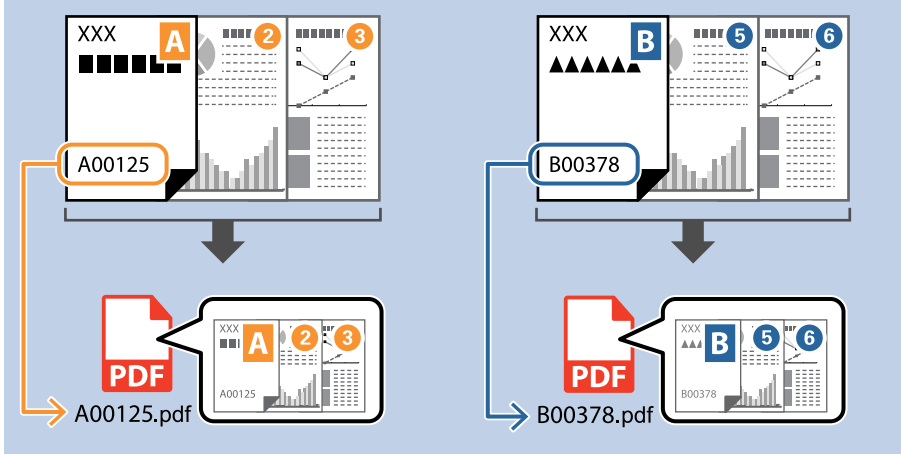 XXX A 2 3
A00125
XXX B 5 6
B00378
PDF
XXX A 2 3
A00125
A00125.pdf
PDF
XXX B 5 6
B00378
B00378.pdf